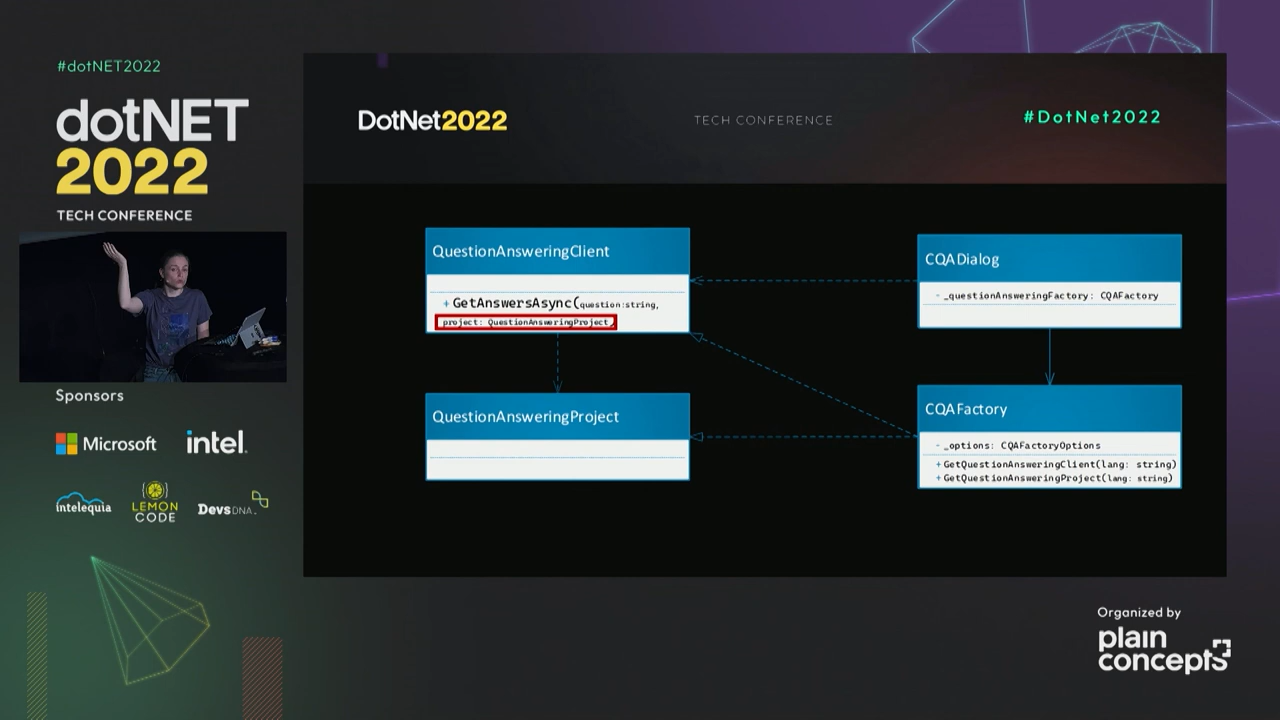 #dotNET2022
dotNET
2022
TECH CONFERENCE
Sponsors
Microsoft
intel.
intelequia
LEMON
CODE
DevsDNA.
DotNet2022
TECH CONFERENCE
#DotNet2022
QuestionAnsweringClient
+ GetAnswersAsync(question:string,
project: QuestionAnsweringProject,
CQADialog
- _questionAnsweringFactory: CQAFactory
QuestionAnsweringProject
CQAFactory
- _options: CQAFactoryOptions
+ GetQuestionAnsweringClient(lang: string)
+ GetQuestionAnsweringProject(lang: string)
Organized by
plain
concepts